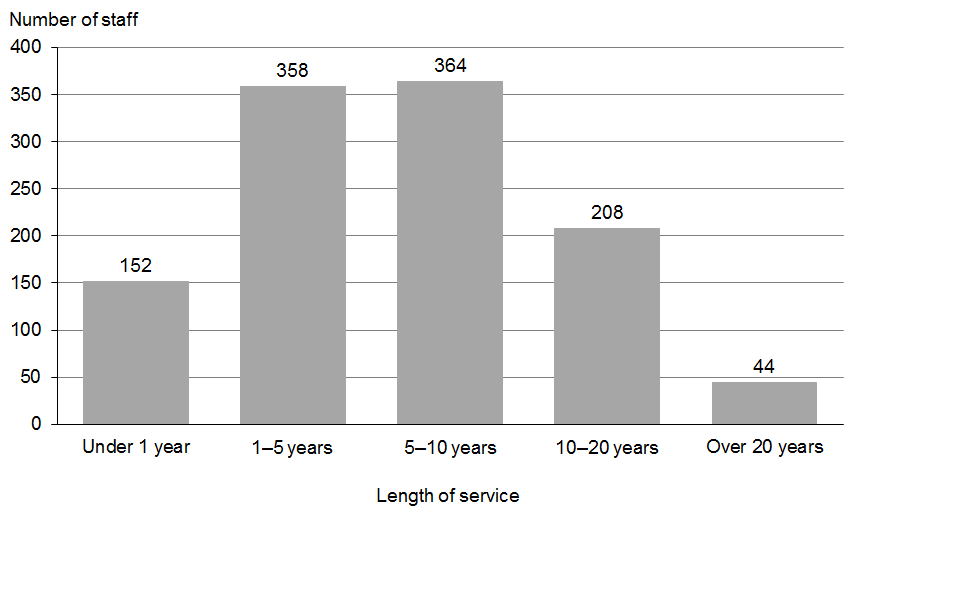 Number of staff
400
350
300
250
200
150
100
50
0
152
358
364
208
44
Under 1 year
1–5 years
5–10 years
10–20 years
Over 20 years
Length of service